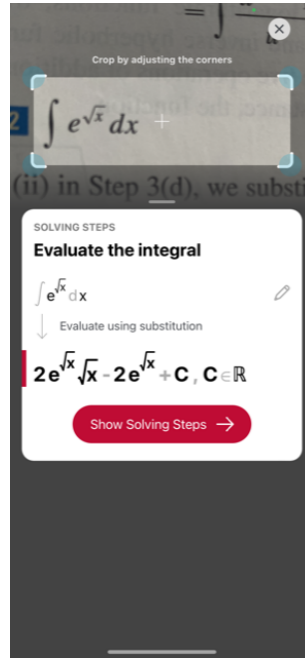 Crop by adjusting the corners
2 ∫ e^√x dx
(ii) in Step 3(d), we substi
SOLVING STEPS
Evaluate the integral
∫e^√x dx
Evaluate using substitution
2e^√x √x - 2e^√x + C, C∈ℝ
Show Solving Steps →